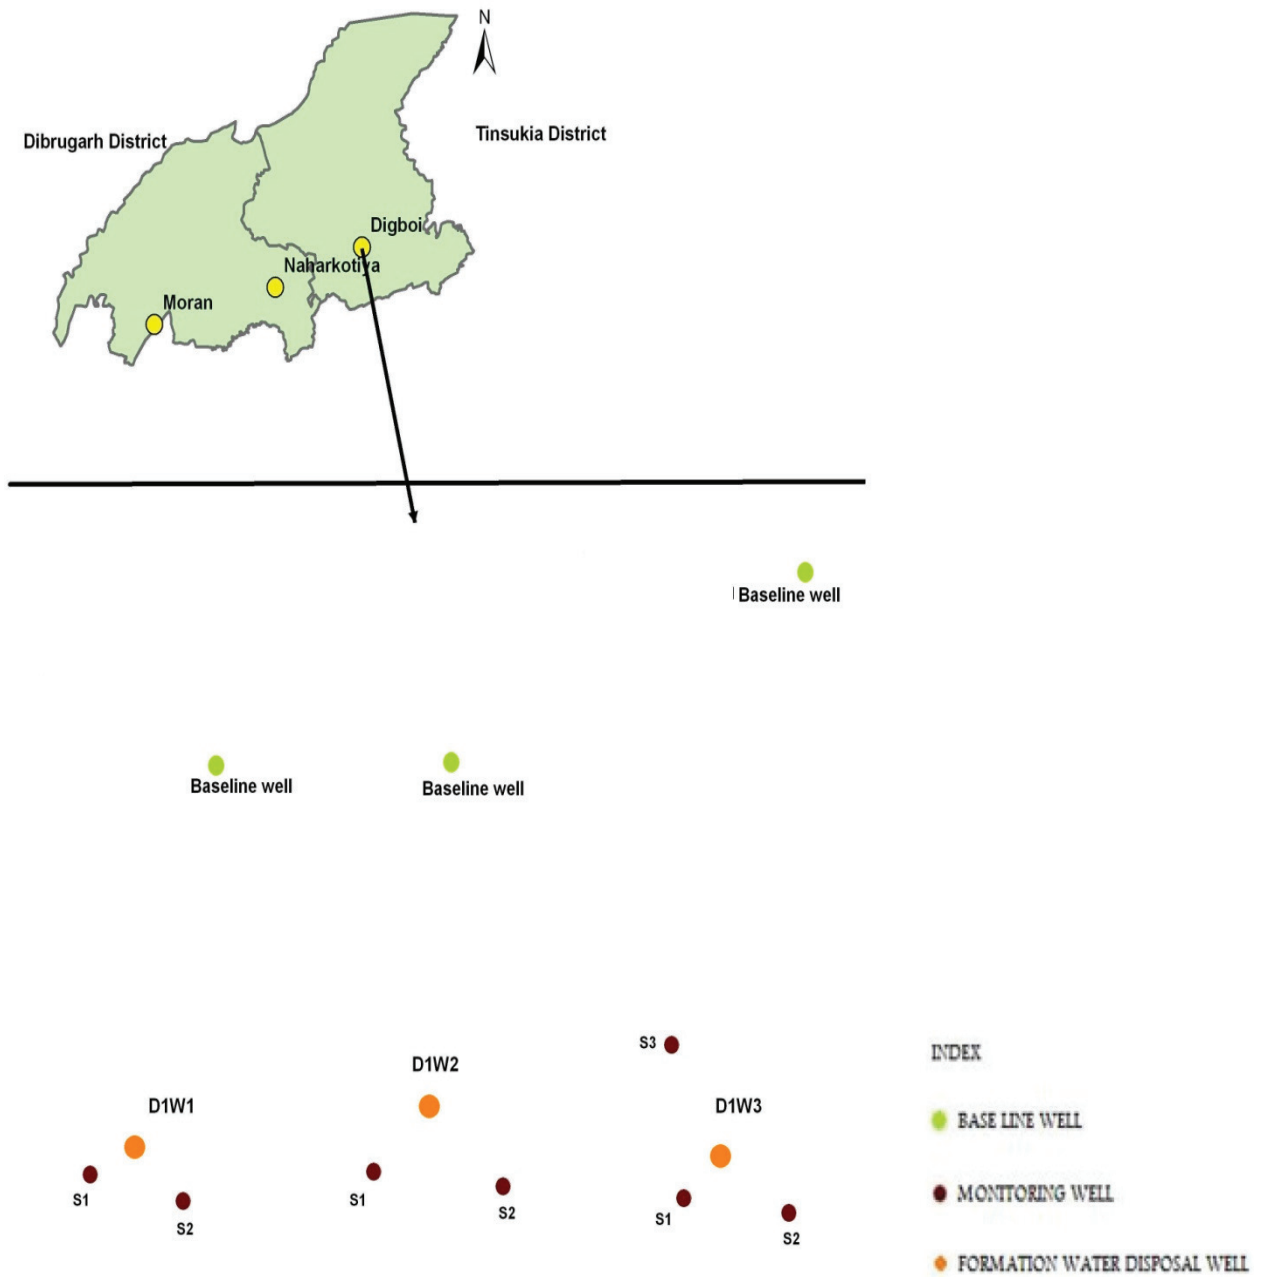 N
Dibrugarh District
Tinsukia District
Digboi
Naharkotiya
Moran
Baseline well
Baseline well
Baseline well
S3
D1W2
D1W1
D1W3
S1
S2
S1
S2
S1
S2
INDEX
BASE LINE WELL
MONITORING WELL
FORMATION WATER DISPOSAL WELL